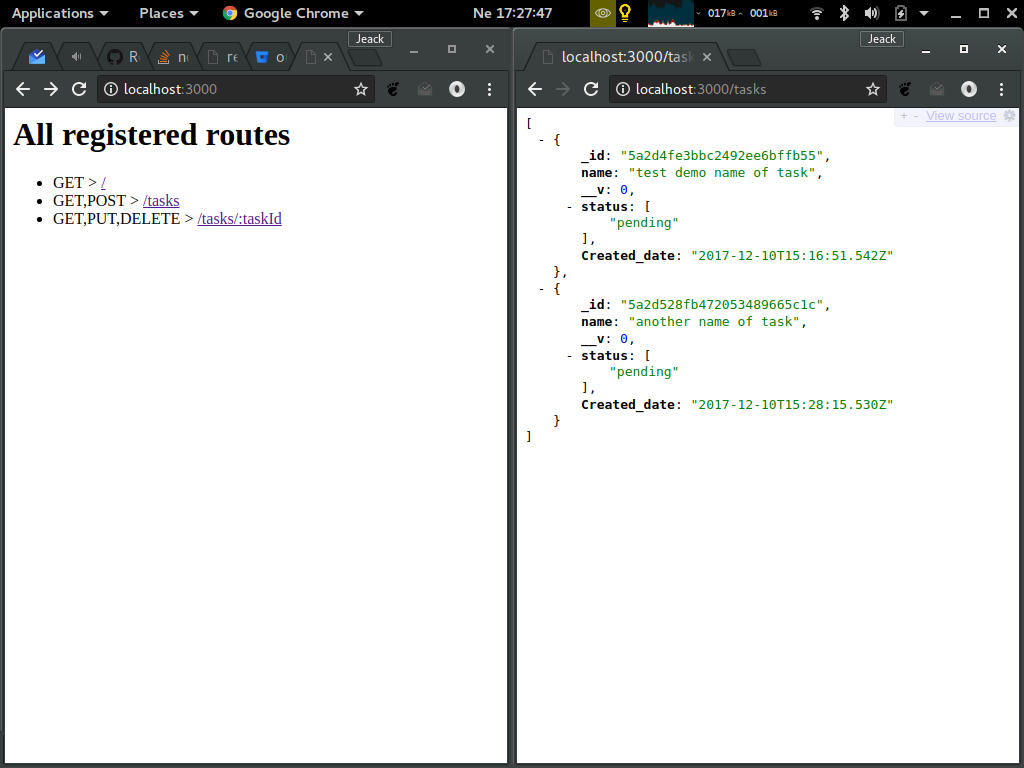 Applications Places Google Chrome Ne 17:27:47 017kB 001kB
Jeack
R
n
re
o
localhost:3000
All registered routes
GET > /
GET,POST > /tasks
GET,PUT,DELETE > /tasks/:taskId
Jeack
localhost:3000/task
localhost:3000/tasks
+ - View source
[
- {
_id: "5a2d4fe3bbc2492ee6bffb55",
name: "test demo name of task",
__v: 0,
- status: [
"pending"
],
Created_date: "2017-12-10T15:16:51.542Z"
},
- {
_id: "5a2d528fb472053489665c1c",
name: "another name of task",
__v: 0,
- status: [
"pending"
],
Created_date: "2017-12-10T15:28:15.530Z"
}
]